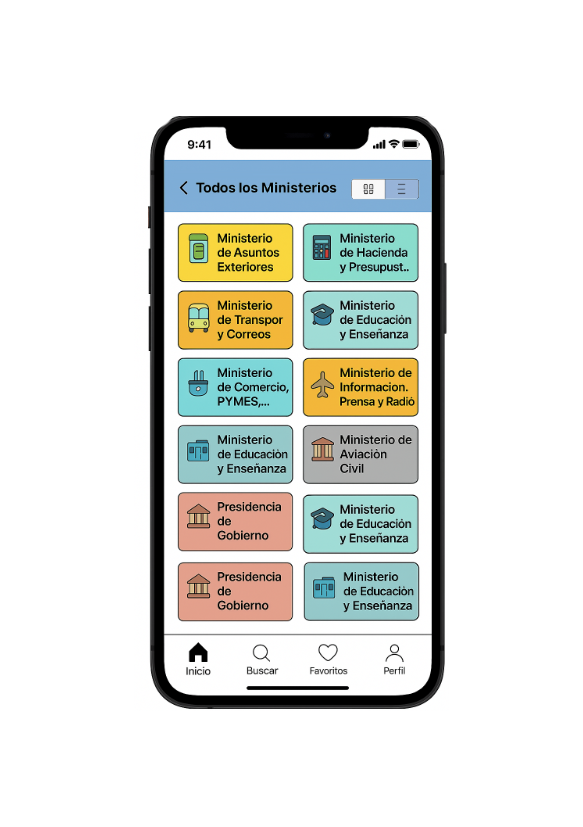 9:41
Todos los Ministerios
Ministerio
de Asuntos
Exteriores
Ministerio
de Hacienda
y Presupust..
Ministerio
de Transpor
y Correos
Ministerio
de Educación
y Enseñanza
Ministerio
de Comercio,
PYMES,...
Ministerio de
Informacion.
Prensa y Radió
Ministerio
de Educación
y Enseñanza
Ministerio de
Aviación
Civil
Presidencia
de
Gobierno
Ministerio
de Educación
y Enseñanza
Presidencia
de
Gobierno
Ministerio
de Educación
y Enseñanza
Inicio
Buscar
Favoritos
Perfil